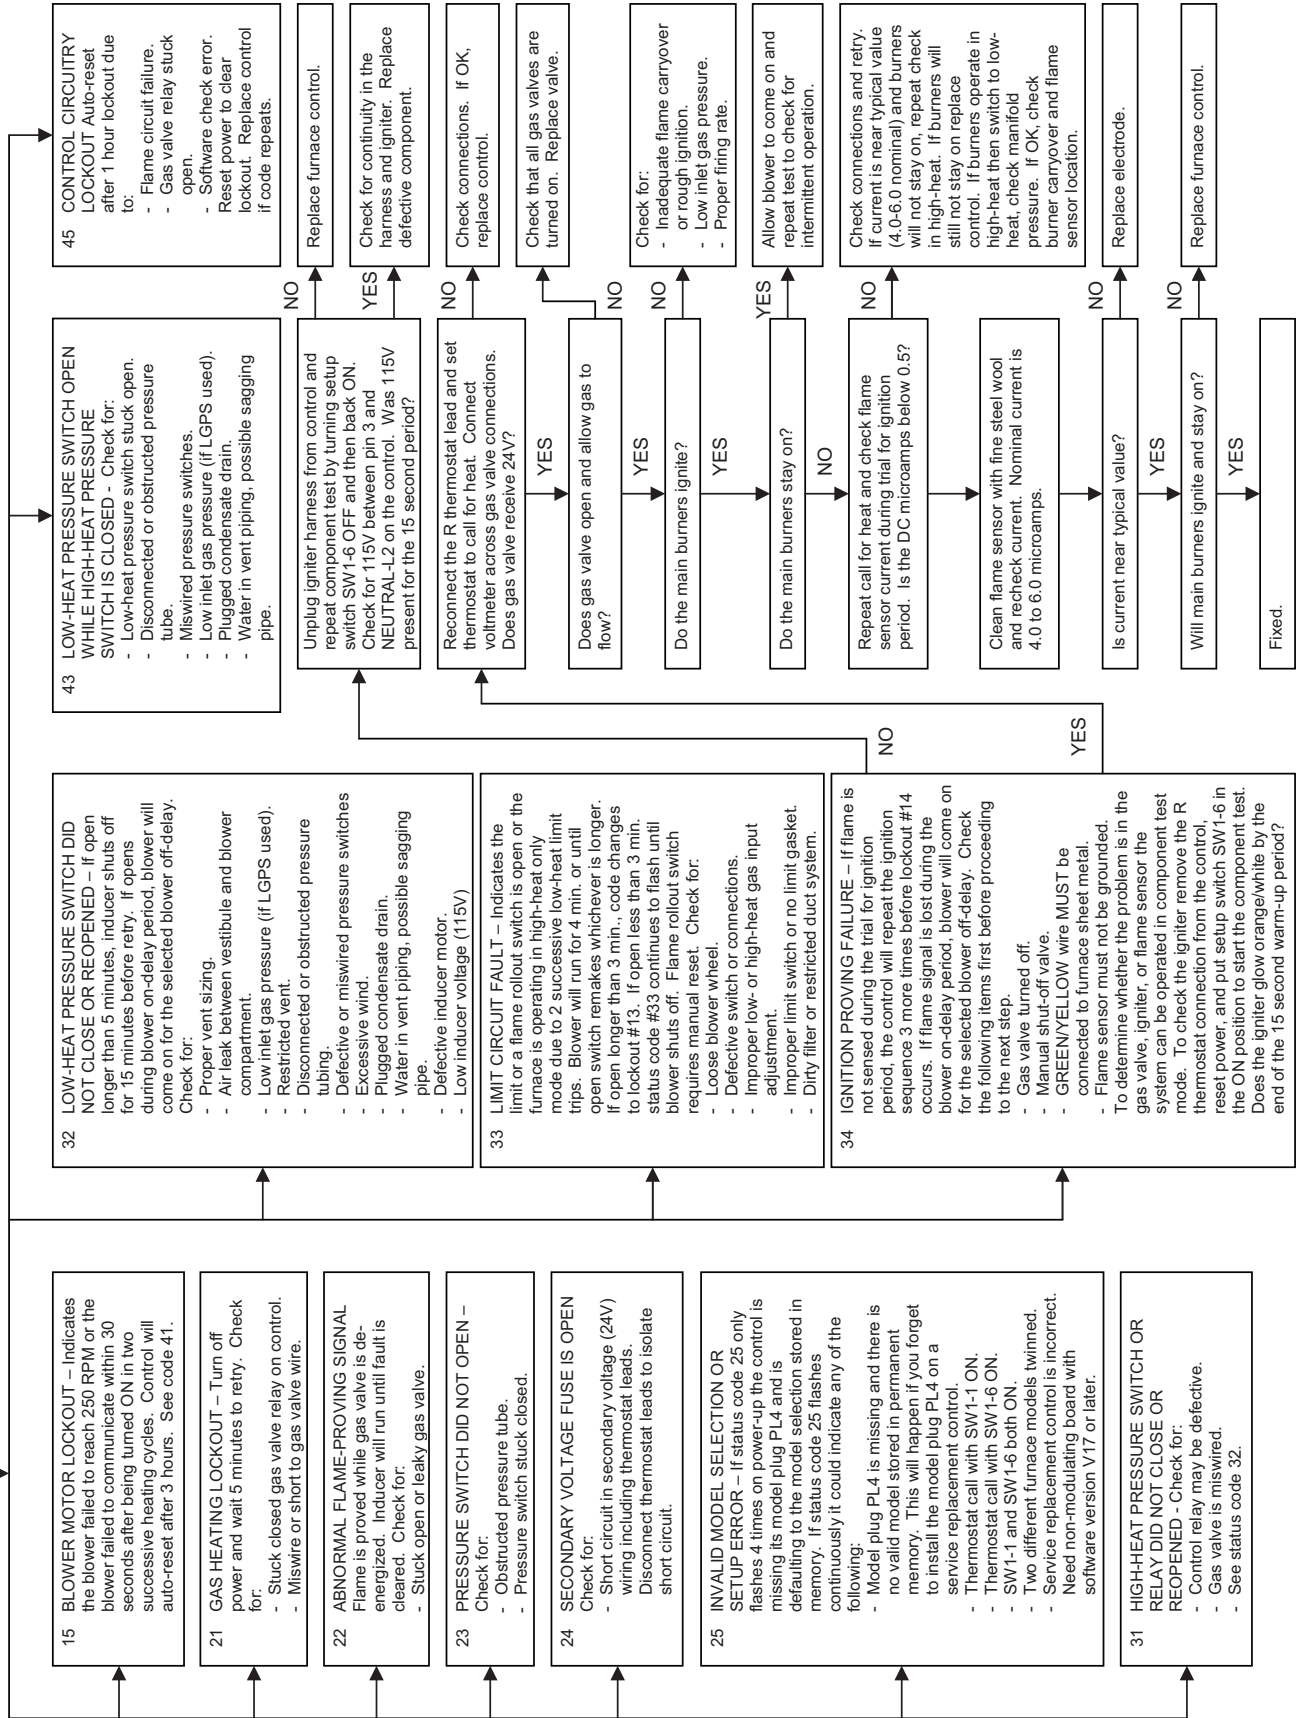 15 BLOWER MOTOR LOCKOUT – Indicates
the blower failed to reach 250 RPM or the
blower failed to communicate within 30
seconds after being turned ON in two
successive heating cycles. Control will
auto-reset after 3 hours. See code 41.
21 GAS HEATING LOCKOUT – Turn off
power and wait 5 minutes to retry. Check
for:
- Stuck closed gas valve relay on control.
- Miswire or short to gas valve wire.
22 ABNORMAL FLAME-PROVING SIGNAL
Flame is proved while gas valve is de-
energized. Inducer will run until fault is
cleared. Check for:
- Stuck open or leaky gas valve.
23 PRESSURE SWITCH DID NOT OPEN –
Check for:
- Obstructed pressure tube.
- Pressure switch stuck closed.
24 SECONDARY VOLTAGE FUSE IS OPEN
Check for:
- Short circuit in secondary voltage (24V)
wiring including thermostat leads.
Disconnect thermostat leads to isolate
short circuit.
25 INVALID MODEL SELECTION OR
SETUP ERROR – If status code 25 only
flashes 4 times on power-up the control is
missing its model plug PL4 and is
defaulting to the model selection stored in
memory. If status code 25 flashes
continuously it could indicate any of the
following:
- Model plug PL4 is missing and there is
no valid model stored in permanent
memory. This will happen if you forget
to install the model plug PL4 on a
service replacement control.
- Thermostat call with SW1-1 ON.
- Thermostat call with SW1-6 ON.
- SW1-1 and SW1-6 both ON.
- Two different furnace models twinned.
- Service replacement control is incorrect.
Need non-modulating board with
software version V17 or later.
31 HIGH-HEAT PRESSURE SWITCH OR
RELAY DID NOT CLOSE OR
REOPENED - Check for:
- Control relay may be defective.
- Gas valve is miswired.
- See status code 32.
32 LOW-HEAT PRESSURE SWITCH DID
NOT CLOSE OR REOPENED – If open
longer than 5 minutes, inducer shuts off
for 15 minutes before retry. If opens
during blower on-delay period, blower will
come on for the selected blower off-delay.
Check for:
- Proper vent sizing.
- Air leak between vestibule and blower
compartment.
- Low inlet gas pressure (if LGPS used).
- Restricted vent.
- Disconnected or obstructed pressure
tubing.
- Defective or miswired pressure switches
- Excessive wind.
- Plugged condensate drain.
- Water in vent piping, possible sagging
pipe.
- Defective inducer motor.
- Low inducer voltage (115V)
33 LIMIT CIRCUIT FAULT – Indicates the
limit or a flame rollout switch is open or the
furnace is operating in high-heat only
mode due to 2 successive low-heat limit
trips. Blower will run for 4 min. or until
open switch remakes whichever is longer.
If open longer than 3 min., code changes
to lockout #13. If open less than 3 min.
status code #33 continues to flash until
blower shuts off. Flame rollout switch
requires manual reset. Check for:
- Loose blower wheel.
- Defective switch or connections.
- Improper low- or high-heat gas input
adjustment.
- Improper limit switch or no limit gasket.
- Dirty filter or restricted duct system.
34 IGNITION PROVING FAILURE – If flame is
not sensed during the trial for ignition
period, the control will repeat the ignition
sequence 3 more times before lockout #14
occurs. If flame signal is lost during the
blower on-delay period, blower will come on
for the selected blower off-delay. Check
the following items first before proceeding
to the next step.
- Gas valve turned off.
- Manual shut-off valve.
- GREEN/YELLOW wire MUST be
connected to furnace sheet metal.
- Flame sensor must not be grounded.
To determine whether the problem is in the
gas valve, igniter, or flame sensor the
system can be operated in component test
mode. To check the igniter remove the R
thermostat connection from the control,
reset power, and put setup switch SW1-6 in
the ON position to start the component test.
Does the igniter glow orange/white by the
end of the 15 second warm-up period?
NO
YES
43 LOW-HEAT PRESSURE SWITCH OPEN
WHILE HIGH-HEAT PRESSURE
SWITCH IS CLOSED - Check for:
- Low-heat pressure switch stuck open.
- Disconnected or obstructed pressure
tube.
- Miswired pressure switches.
- Low inlet gas pressure (if LGPS used).
- Plugged condensate drain.
- Water in vent piping, possible sagging
pipe.
Unplug igniter harness from control and
repeat component test by turning setup
switch SW1-6 OFF and then back ON.
Check for 115V between pin 3 and
NEUTRAL-L2 on the control. Was 115V
present for the 15 second period?
NO
YES
Reconnect the R thermostat lead and set
thermostat to call for heat. Connect
voltmeter across gas valve connections.
Does gas valve receive 24V?
NO
YES
Does gas valve open and allow gas to
flow?
NO
YES
Do the main burners ignite?
NO
YES
Do the main burners stay on?
YES
NO
Repeat call for heat and check flame
sensor current during trial for ignition
period. Is the DC microamps below 0.5?
NO
Clean flame sensor with fine steel wool
and recheck current. Nominal current is
4.0 to 6.0 microamps.
Is current near typical value?
NO
YES
Will main burners ignite and stay on?
NO
YES
Fixed.
45 CONTROL CIRCUITRY
LOCKOUT Auto-reset
after 1 hour lockout due
to:
- Flame circuit failure.
- Gas valve relay stuck
open.
- Software check error.
Reset power to clear
lockout. Replace control
if code repeats.
Replace furnace control.
Check for continuity in the
harness and igniter. Replace
defective component.
Check connections. If OK,
replace control.
Check that all gas valves are
turned on. Replace valve.
Check for:
- Inadequate flame carryover
or rough ignition.
- Low inlet gas pressure.
- Proper firing rate.
Allow blower to come on and
repeat test to check for
intermittent operation.
Check connections and retry.
If current is near typical value
(4.0-6.0 nominal) and burners
will not stay on, repeat check
in high-heat. If burners will
still not stay on replace
control. If burners operate in
high-heat then switch to low-
heat, check manifold
pressure. If OK, check
burner carryover and flame
sensor location.
Replace electrode.
Replace furnace control.